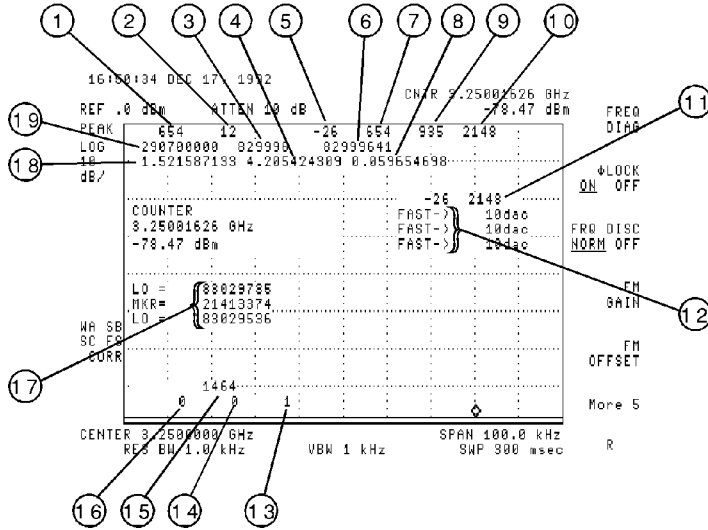 1 2 3 4 5 6 7 8 9 10
16:50:34 DEC 17, 1992
CNTR 3.25001626 GHz
REF .0 dBm ATTEN 10 dB -78.47 dBm FREQ
DIAG
11
19
PEAK 654 12 -26 654 935 2148
LOG 290700000 829996 82999641
18
10 1.521587133 4.205424309 0.059654698
dB/
ΦLOCK
ON OFF
-26 2148
COUNTER FAST-> 10dac
3.25001626 GHz FAST-> 10dac FRQ DISC
-78.47 dBm FAST-> 10dac NORM OFF
LO = 83029785 FM
MKR= 21413374 GAIN
LO = 83029536
12
WA SB
SC FS
CORR
FM
OFFSET
17
1464
0 0 1
More 5
CENTER 3.2500000 GHz SPAN 100.0 kHz
RES BW 1.0 kHz VBW 1 kHz SWP 300 msec R
16 15 14 13